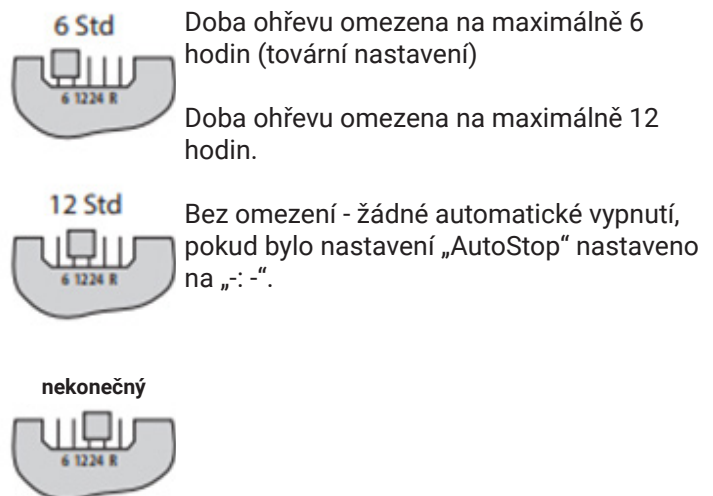 6 Std
6 1224 R
Doba ohřevu omezena na maximálně 6
hodin (tovární nastavení)
Doba ohřevu omezena na maximálně 12
hodin.
12 Std
6 1224 R
Bez omezení - žádné automatické vypnutí,
pokud bylo nastavení „AutoStop“ nastaveno
na „-: -“.
nekonečný
6 1224 R